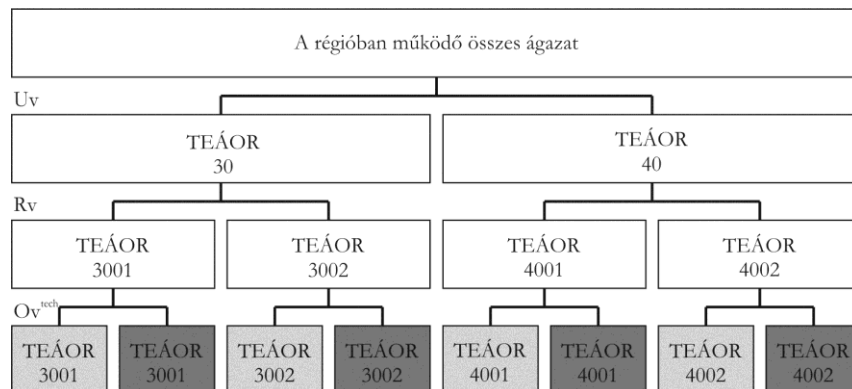 A régióban működő összes ágazat
Uv
TEÁOR
30
TEÁOR
40
Rv
TEÁOR
3001
TEÁOR
3002
TEÁOR
4001
TEÁOR
4002
Ov^tech
TEÁOR
3001
TEÁOR
3001
TEÁOR
3002
TEÁOR
3002
TEÁOR
4001
TEÁOR
4001
TEÁOR
4002
TEÁOR
4002